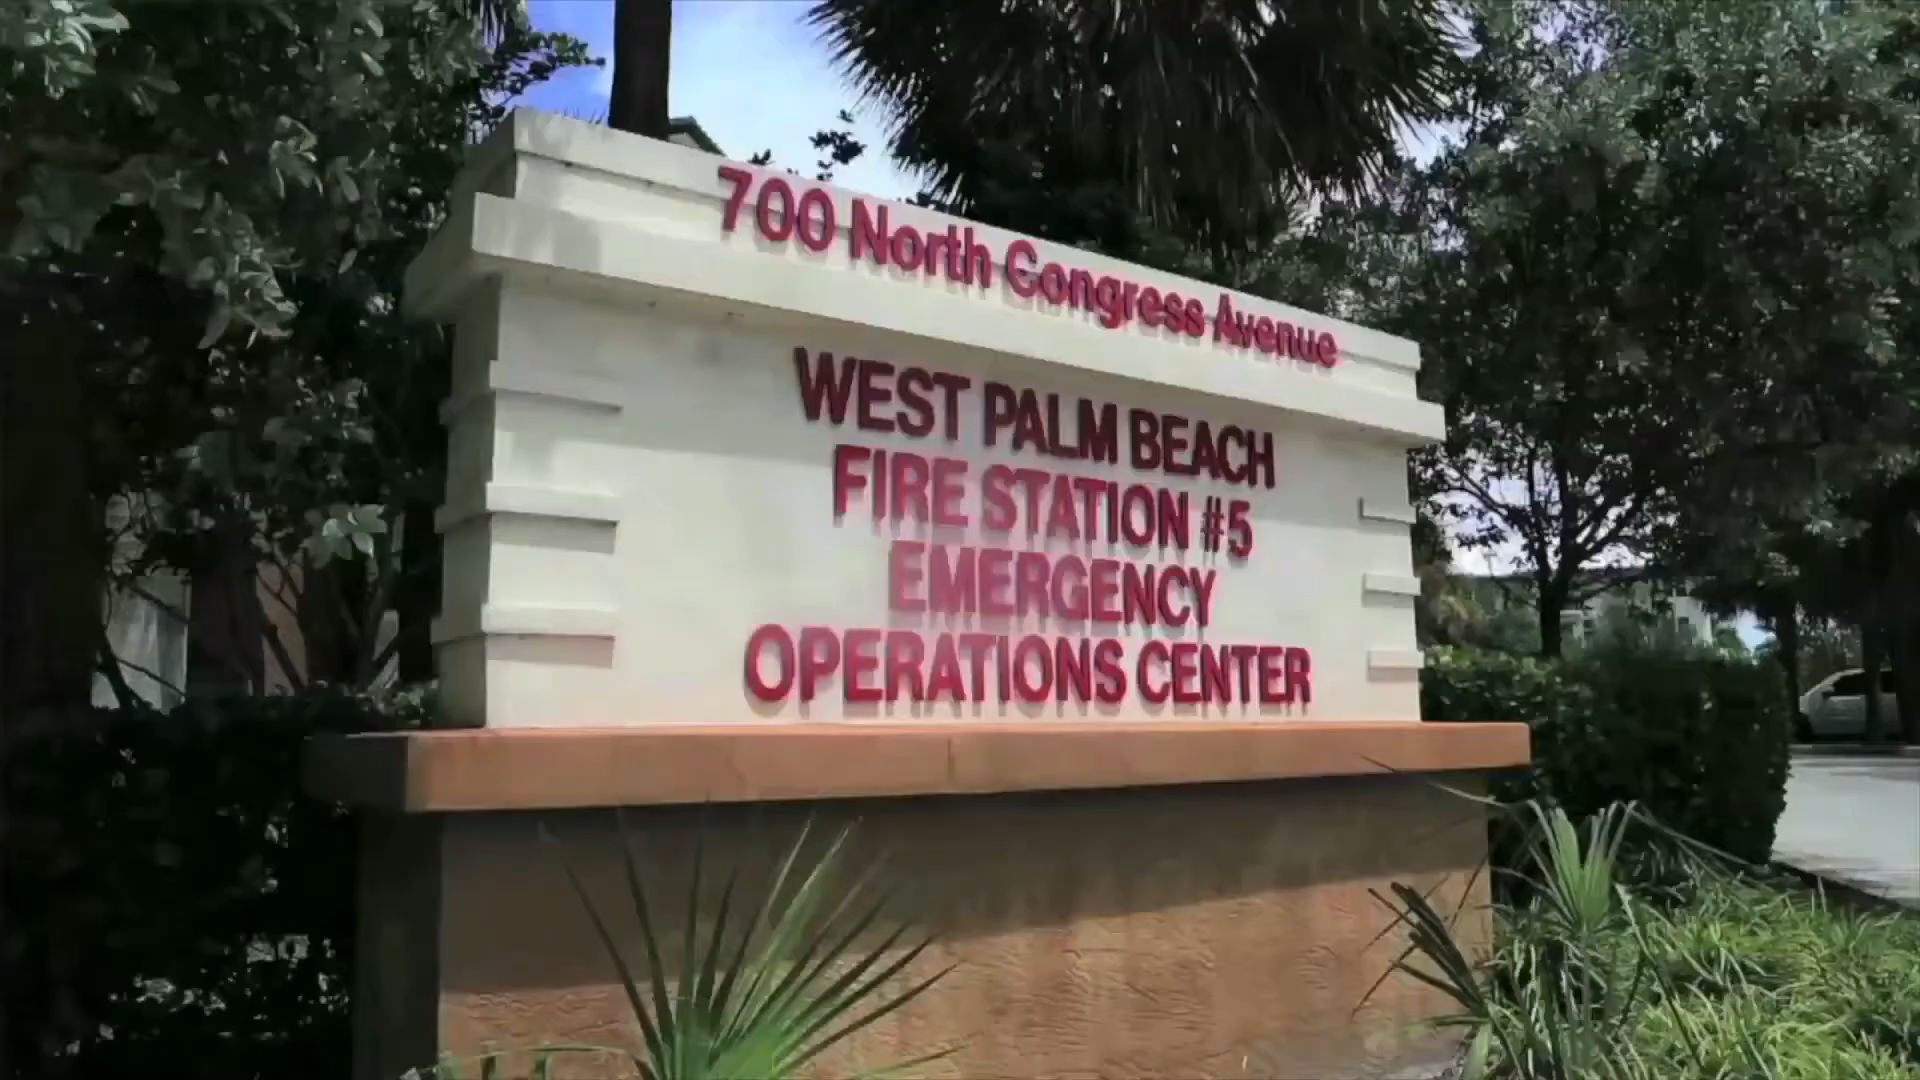 700 North Congress Avenue
WEST PALM BEACH
FIRE STATION #5
EMERGENCY
OPERATIONS CENTER